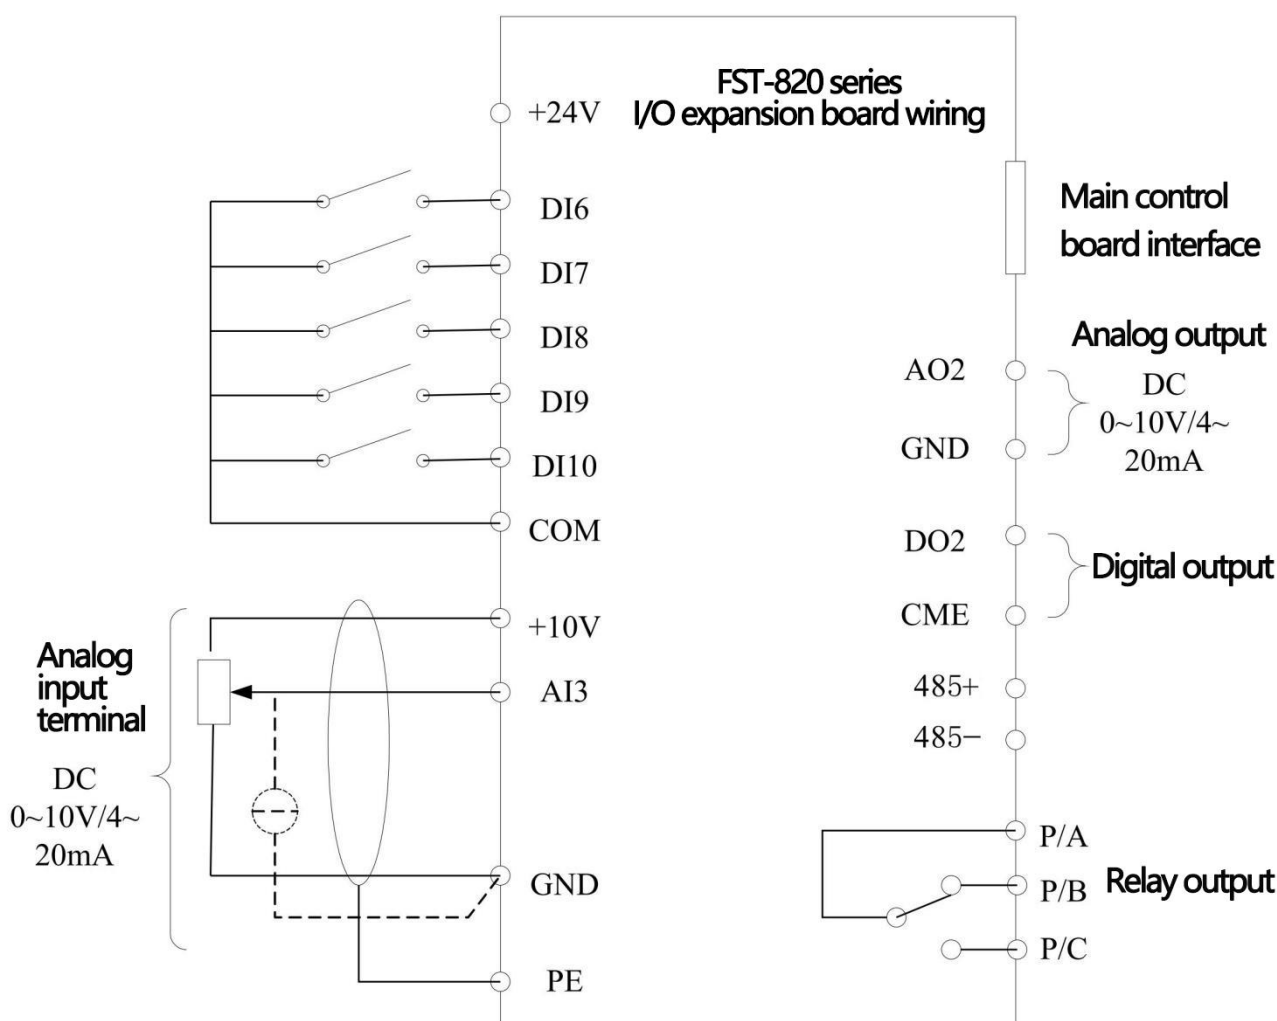 FST-820 series
I/O expansion board wiring
+24V
DI6
DI7
DI8
DI9
DI10
COM
+10V
AI3
GND
PE
Analog
input
terminal
DC
0~10V/4~
20mA
Main control
board interface
Analog output
DC
0~10V/4~
20mA
AO2
GND
DO2
CME
Digital output
485+
485−
P/A
P/B
P/C
Relay output